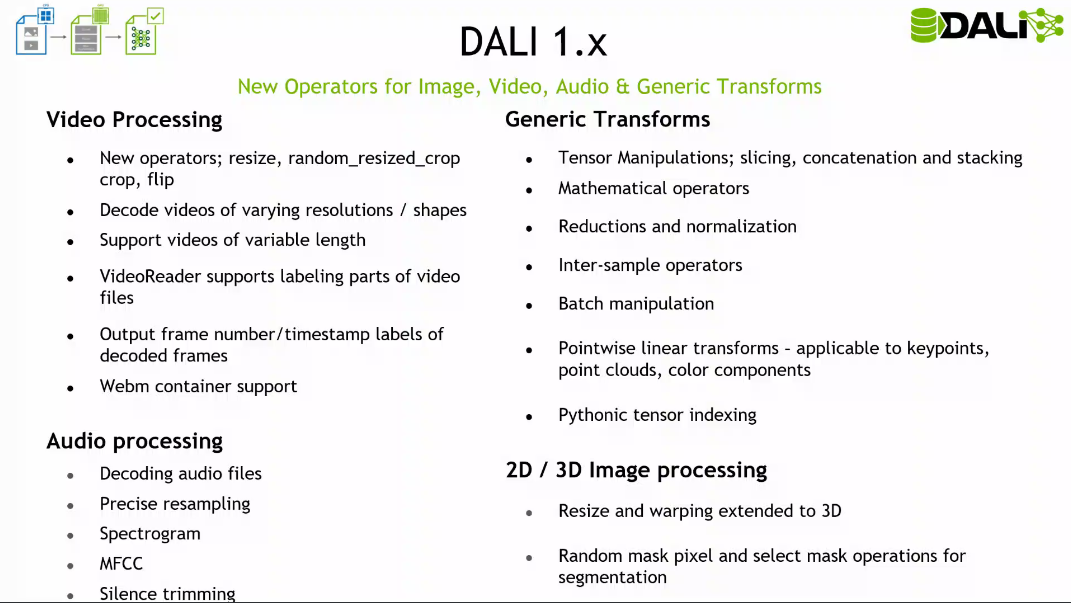 DALI
DALI 1.x
New Operators for Image, Video, Audio & Generic Transforms
Video Processing
• New operators; resize, random_resized_crop
crop, flip
• Decode videos of varying resolutions / shapes
• Support videos of variable length
• VideoReader supports labeling parts of video
files
• Output frame number/timestamp labels of
decoded frames
• Webm container support
Audio processing
• Decoding audio files
• Precise resampling
• Spectrogram
• MFCC
• Silence trimming
Generic Transforms
• Tensor Manipulations; slicing, concatenation and stacking
• Mathematical operators
• Reductions and normalization
• Inter-sample operators
• Batch manipulation
• Pointwise linear transforms – applicable to keypoints,
point clouds, color components
• Pythonic tensor indexing
2D / 3D Image processing
• Resize and warping extended to 3D
• Random mask pixel and select mask operations for
segmentation